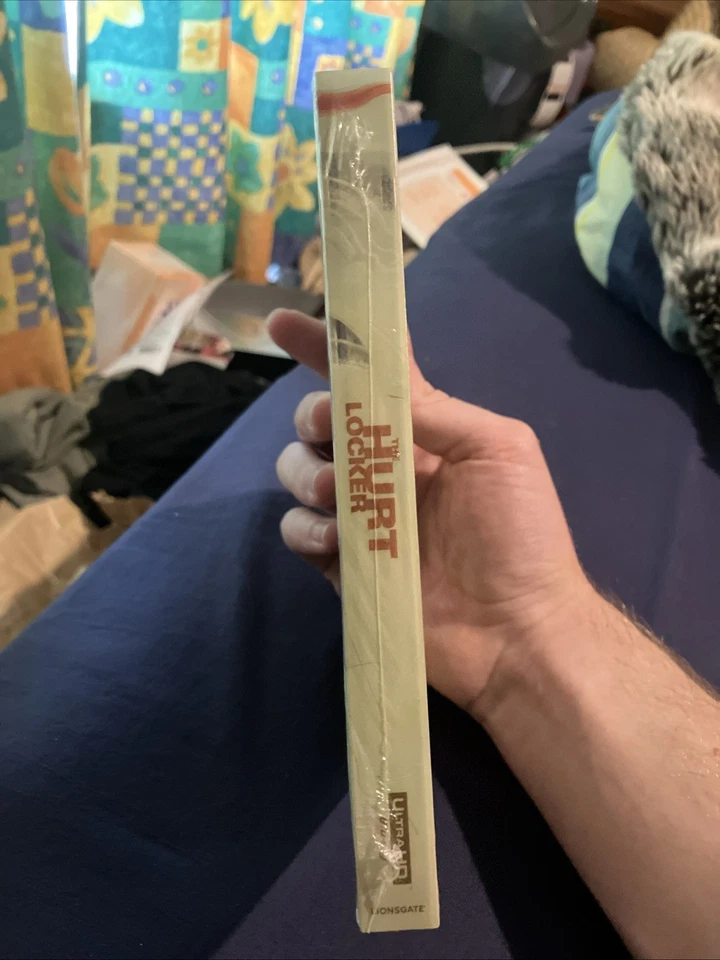 THE
HURT
LOCKER
ULTRA HD
LIONSGATE